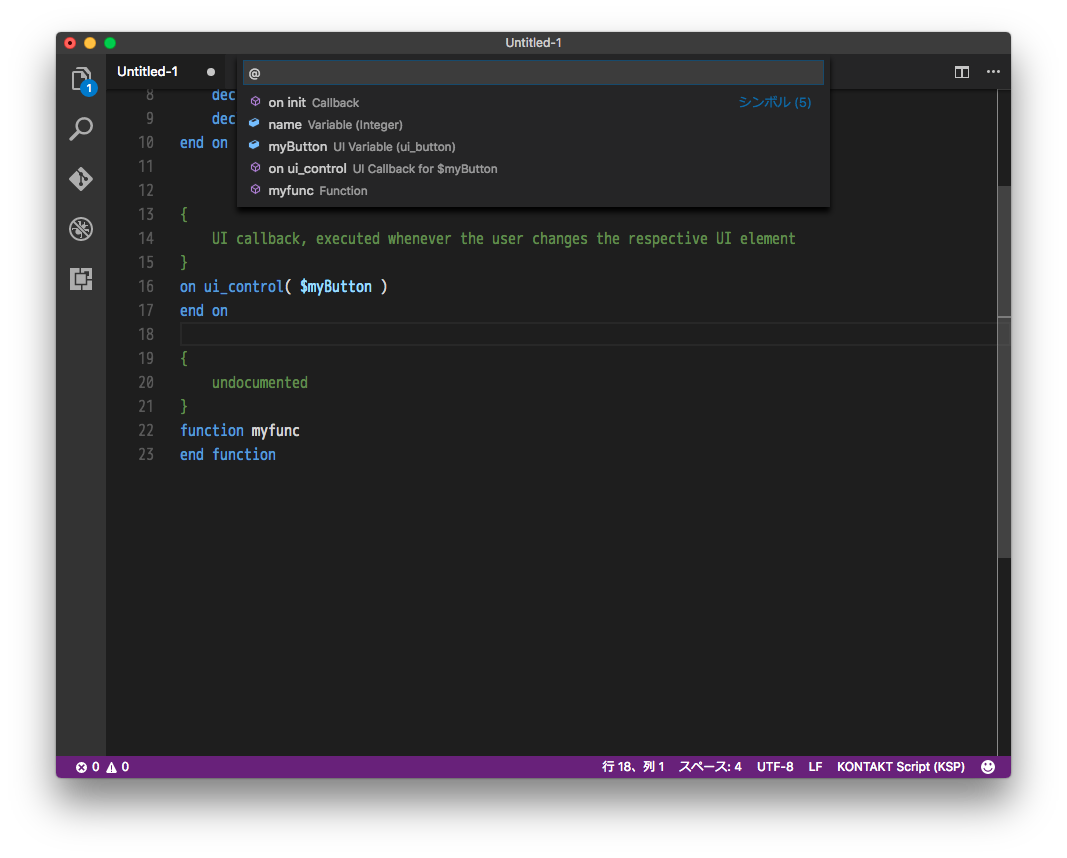 Untitled-1
Untitled-1
@
on init Callback シンボル (5)
name Variable (Integer)
myButton UI Variable (ui_button)
on ui_control UI Callback for $myButton
myfunc Function
1
8 dec
9 dec
10 end on
11
12
13 {
14 UI callback, executed whenever the user changes the respective UI element
15 }
16 on ui_control( $myButton )
17 end on
18
19 {
20 undocumented
21 }
22 function myfunc
23 end function
0 0 行 18、列 1 スペース: 4 UTF-8 LF KONTAKT Script (KSP)